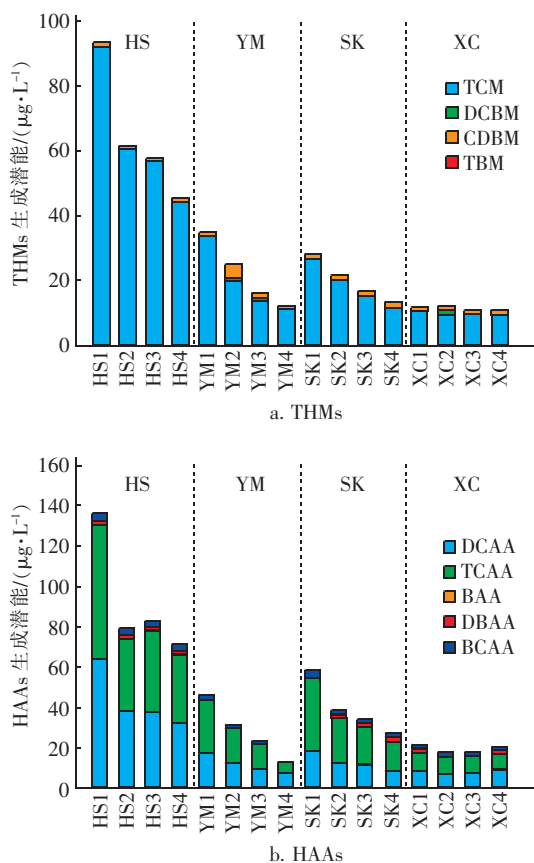 100
80
60
40
20
0
THMs 生成潜能/(μg·L⁻¹)
HS YM SK XC
TCM
DCBM
CDBM
TBM
HS1 HS2 HS3 HS4 YM1 YM2 YM3 YM4 SK1 SK2 SK3 SK4 XC1 XC2 XC3 XC4
a. THMs
160
140
120
100
80
60
40
20
0
HAAs 生成潜能/(μg·L⁻¹)
HS YM SK XC
DCAA
TCAA
BAA
DBAA
BCAA
HS1 HS2 HS3 HS4 YM1 YM2 YM3 YM4 SK1 SK2 SK3 SK4 XC1 XC2 XC3 XC4
b. HAAs